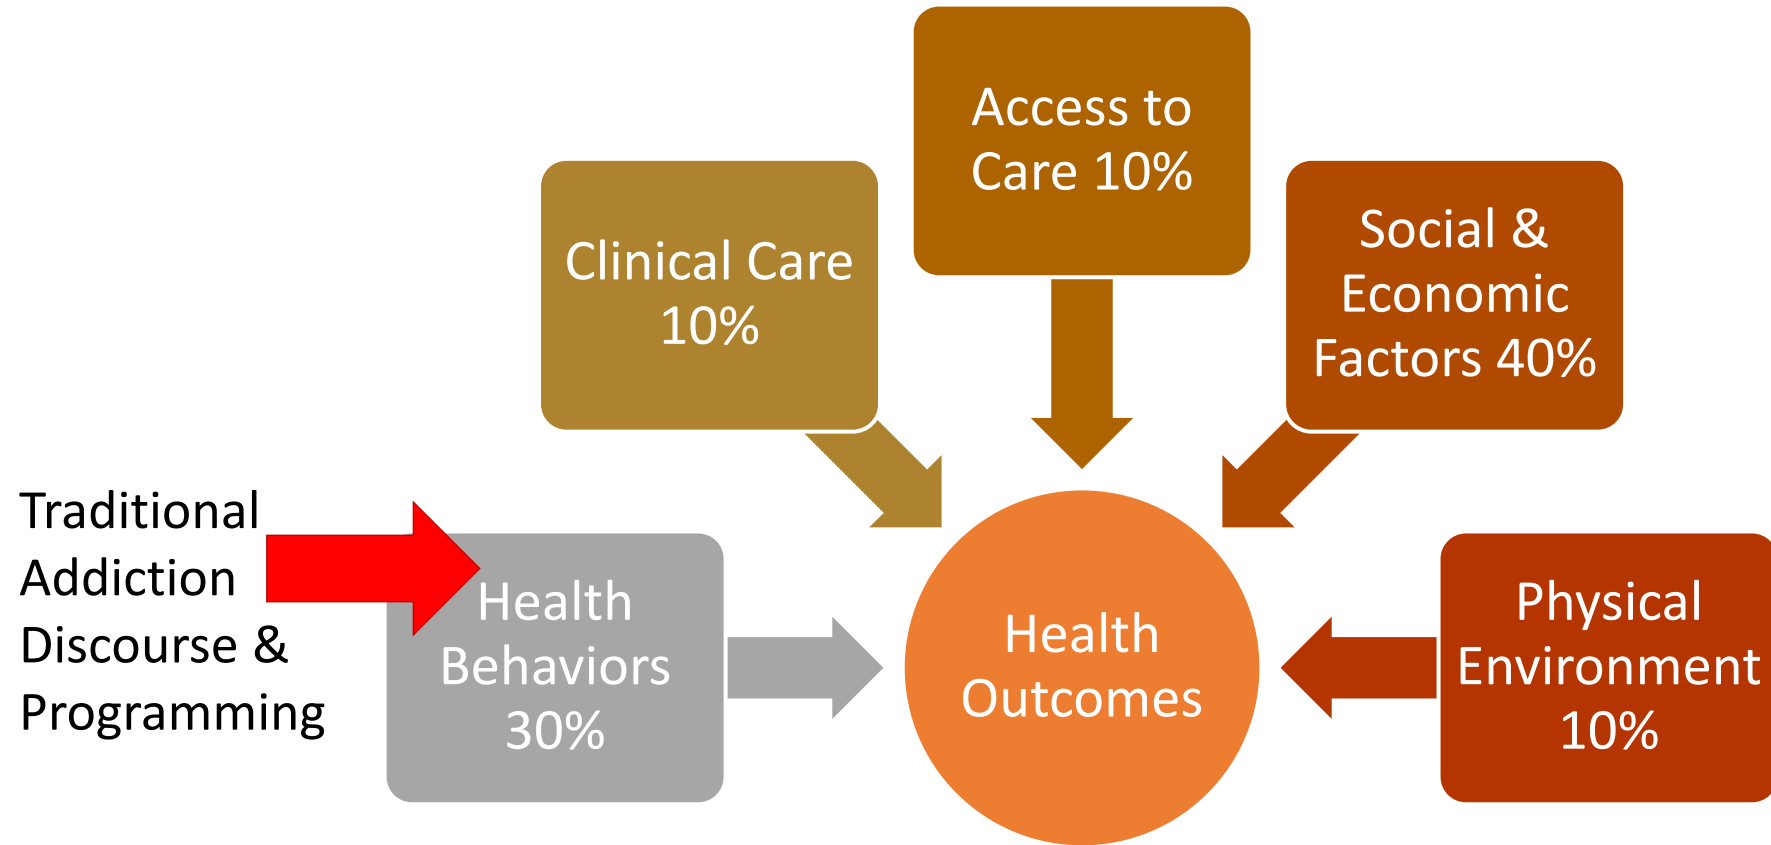 Access to
Care 10%
Clinical Care
10%
Social &
Economic
Factors 40%
Traditional
Addiction
Discourse &
Programming
Health
Behaviors
30%
Health
Outcomes
Physical
Environment
10%